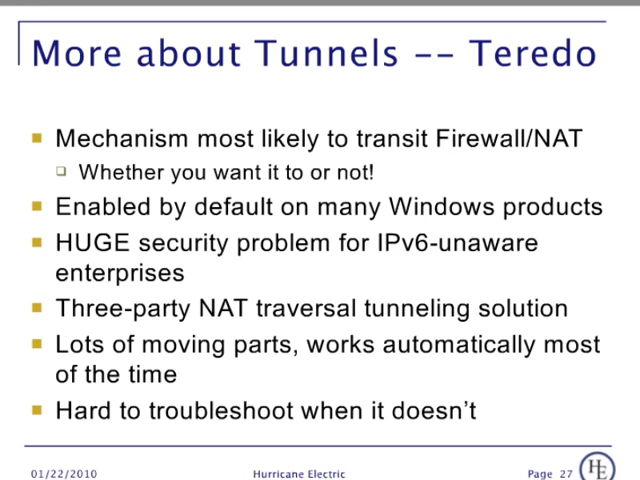 More about Tunnels -- Teredo
Mechanism most likely to transit Firewall/NAT
Whether you want it to or not!
Enabled by default on many Windows products
HUGE security problem for IPv6-unaware
enterprises
Three-party NAT traversal tunneling solution
Lots of moving parts, works automatically most
of the time
Hard to troubleshoot when it doesn't
01/22/2010
Hurricane Electric
Page 27
HE